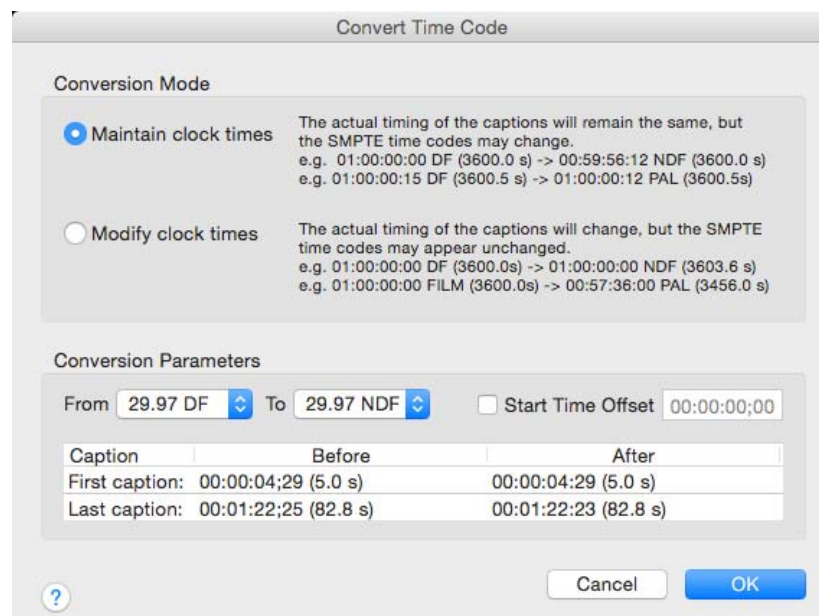 Convert Time Code
Conversion Mode
Maintain clock times
The actual timing of the captions will remain the same, but
the SMPTE time codes may change.
e.g. 01:00:00:00 DF (3600.0 s) -> 00:59:56:12 NDF (3600.0 s)
e.g. 01:00:00:15 DF (3600.5 s) -> 01:00:00:12 PAL (3600.5s)
Modify clock times
The actual timing of the captions will change, but the SMPTE
time codes may appear unchanged.
e.g. 01:00:00:00 DF (3600.0s) -> 01:00:00:00 NDF (3603.6 s)
e.g. 01:00:00:00 FILM (3600.0s) -> 00:57:36:00 PAL (3456.0 s)
Conversion Parameters
From 29.97 DF To 29.97 NDF Start Time Offset 00:00:00;00
Caption Before After
First caption: 00:00:04;29 (5.0 s) 00:00:04:29 (5.0 s)
Last caption: 00:01:22;25 (82.8 s) 00:01:22:23 (82.8 s)
? Cancel OK